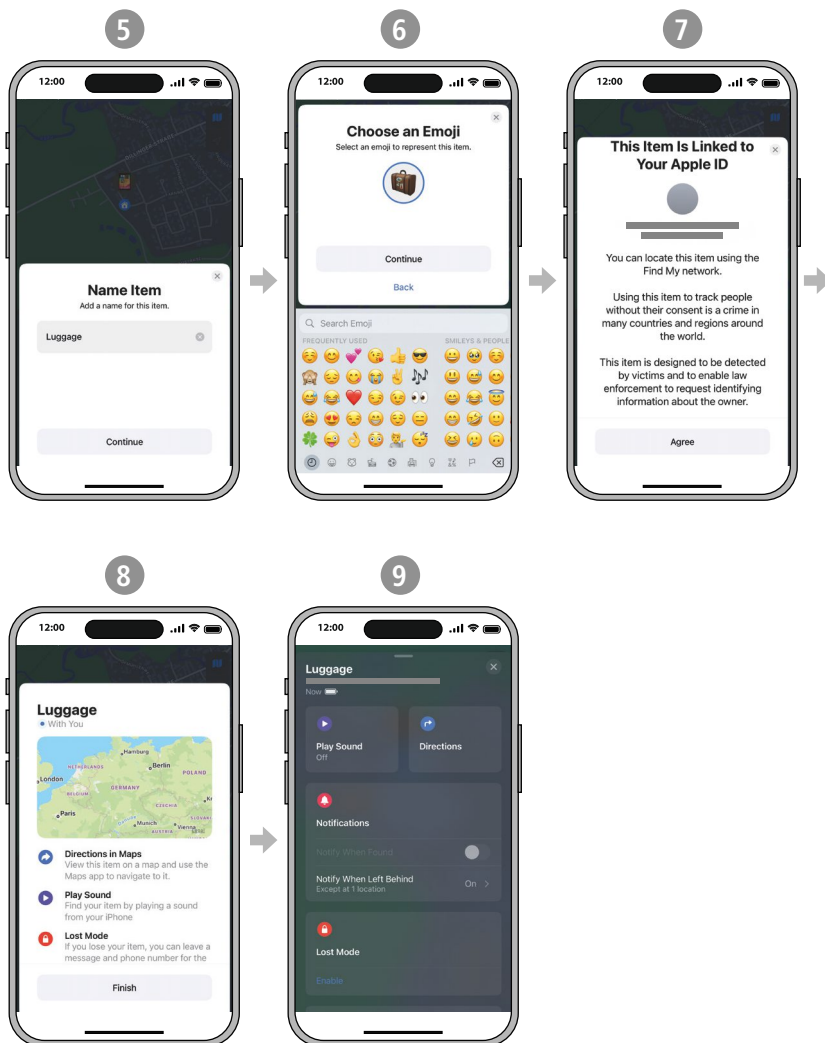 5
6
7
12:00
Name Item
Add a name for this item.
Luggage
Continue
12:00
Choose an Emoji
Select an emoji to represent this item.
Continue
Back
Search Emoji
FREQUENTLY USED
SMILEYS & PEOPLE
12:00
This Item Is Linked to
Your Apple ID
You can locate this item using the
Find My network.
Using this item to track people
without their consent is a crime in
many countries and regions around
the world.
This item is designed to be detected
by victims and to enable law
enforcement to request identifying
information about the owner.
Agree
8
9
12:00
Luggage
With You
Hamburg
NETHERLANDS
Berlin
POLAND
London
BELGIUM
GERMANY
CZECHIA
Paris
Munich
Vienna
AUSTRIA
Directions in Maps
View this item on a map and use the
Maps app to navigate to it.
Play Sound
Find your item by playing a sound
from your iPhone
Lost Mode
If you lose your item, you can leave a
message and phone number for the
Finish
12:00
Luggage
Now
Play Sound
Off
Directions
Notifications
Notify When Found
Notify When Left Behind
Except at 1 location
On
Lost Mode
Enable